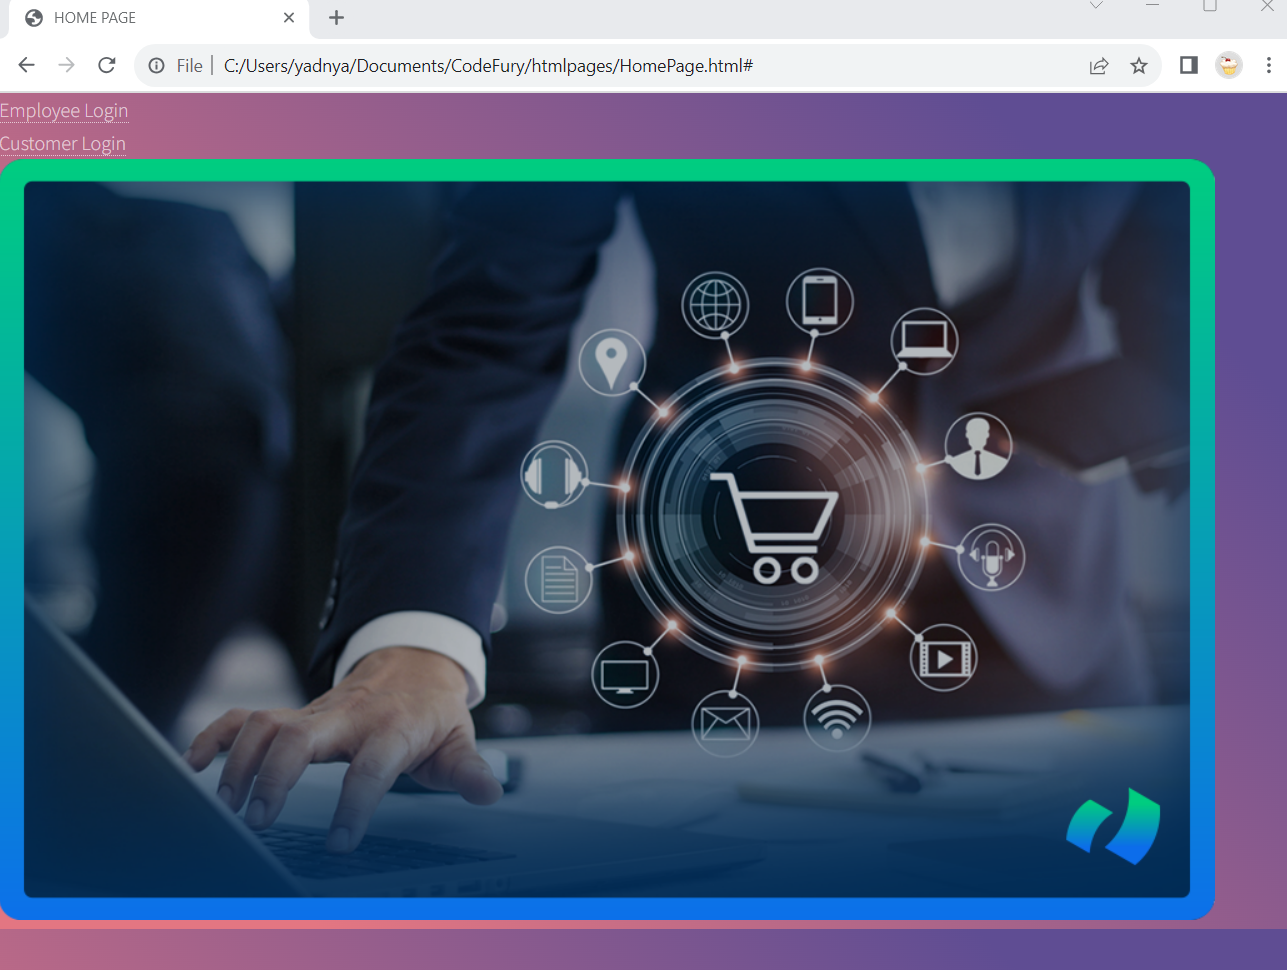 HOME PAGE
File
C:/Users/yadnya/Documents/CodeFury/htmlpages/HomePage.html#
Employee Login
Customer Login